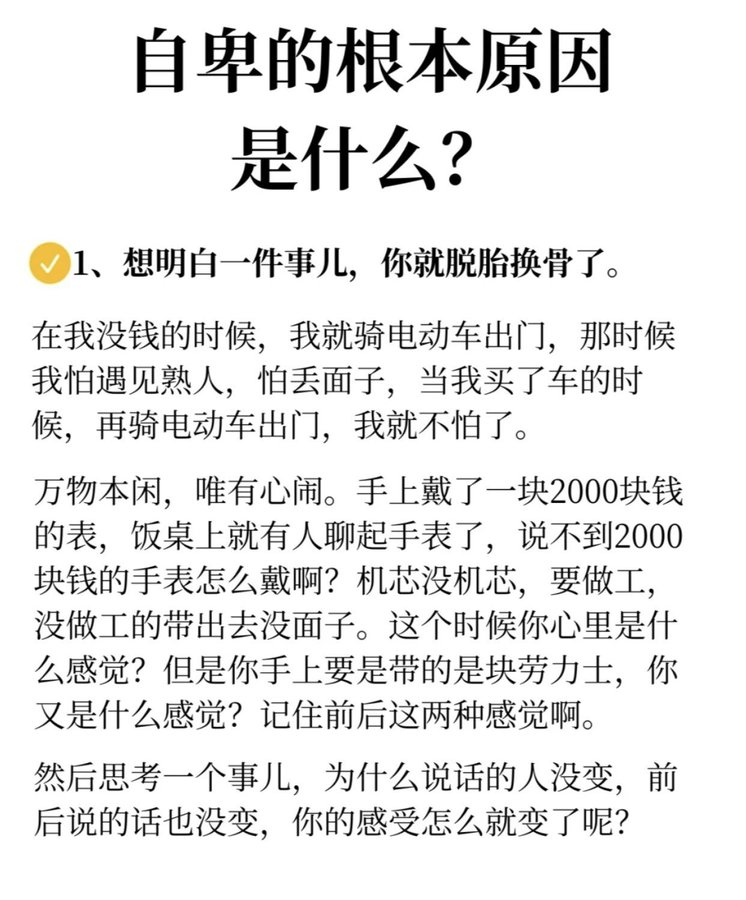 自卑的根本原因
是什么？
1、想明白一件事儿，你就脱胎换骨了。
在我没钱的时候，我就骑电动车出门，那时候
我怕遇见熟人，怕丢面子，当我买了车的时
候，再骑电动车出门，我就不怕了。
万物本闲，唯有心闹。手上戴了一块2000块钱
的表，饭桌上就有人聊起手表了，说不到2000
块钱的手表怎么戴啊？机芯没机芯，要做工，
没做工的带出去没面子。这个时候你心里是什
么感觉？但是你手上要是带的是块劳力士，你
又是什么感觉？记住前后这两种感觉啊。
然后思考一个事儿，为什么说话的人没变，前
后说的话也没变，你的感受怎么就变了呢？